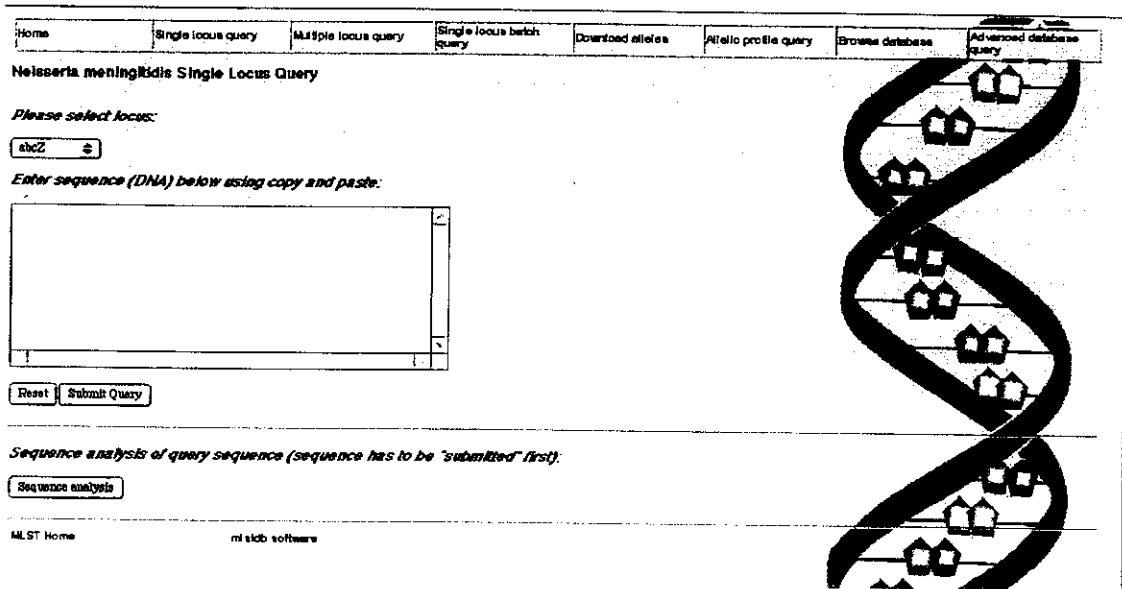 Home Single locus query Multiple locus query Single locus batch query Download alleles Allelic profile query Browse database Advanced database query
Neisseria meningitidis Single Locus Query
Please select locus:
abcZ
Enter sequence (DNA) below using copy and paste:
Reset Submit Query
Sequence analysis of query sequence (sequence has to be "submitted" first):
Sequence analysis
MLST Home mlstdb software